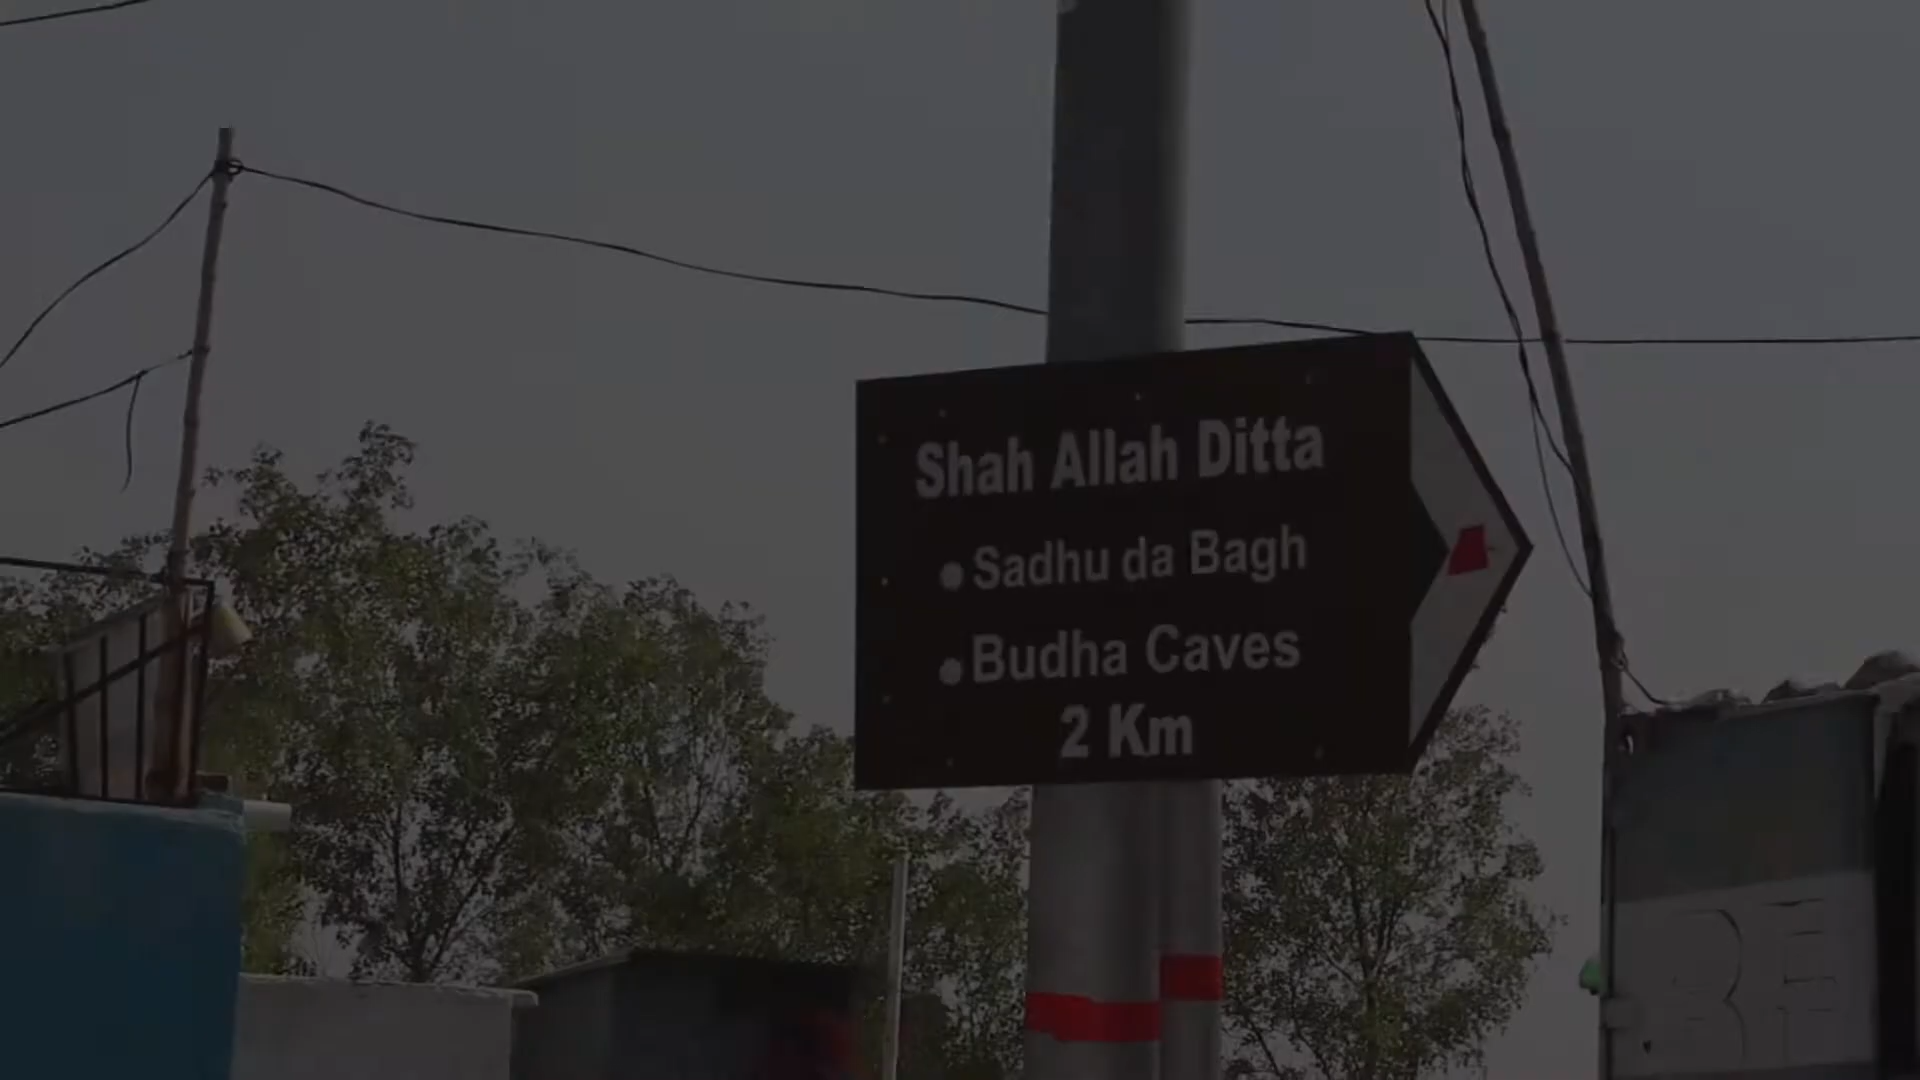 Shah Allah Ditta
• Sadhu da Bagh
• Budha Caves
2 Km